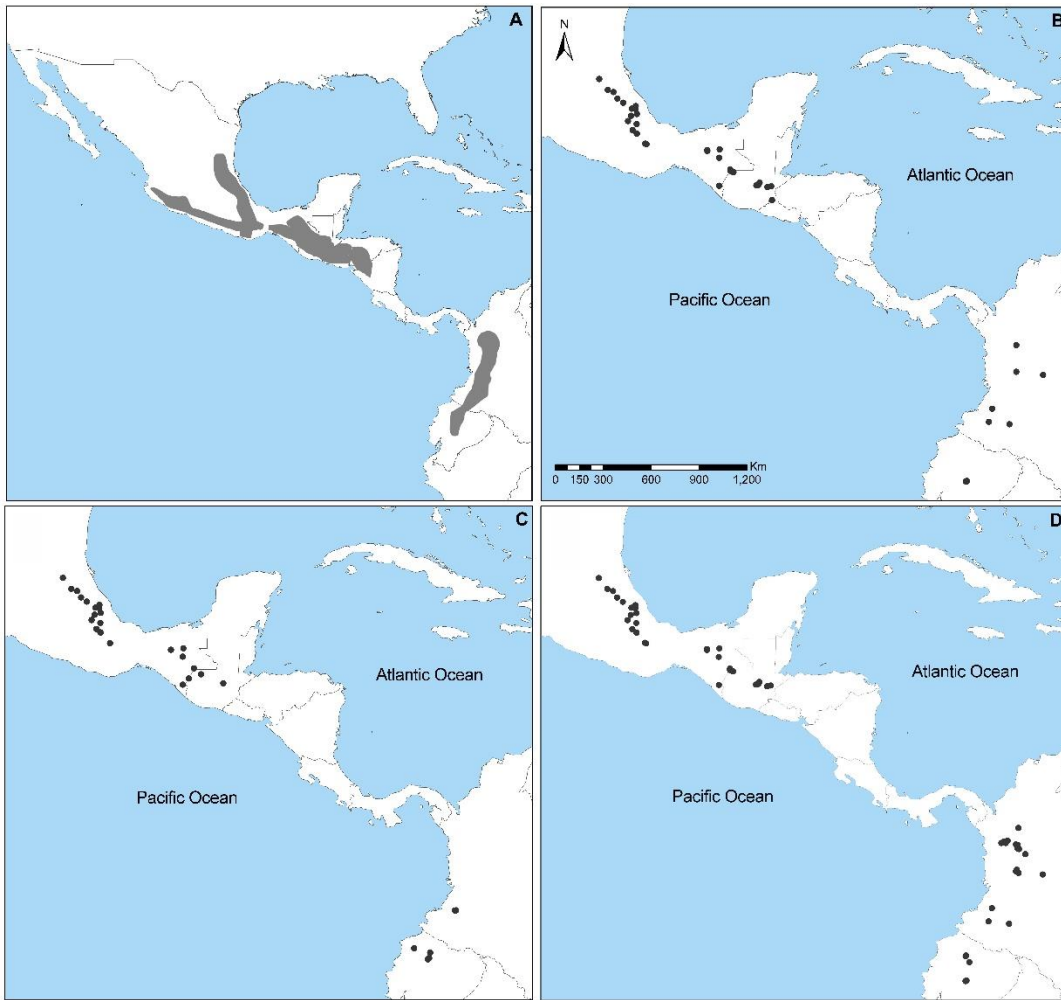 A
B
N
Atlantic Ocean
Pacific Ocean
Km
0 150 300 600 900 1,200
C
Atlantic Ocean
Pacific Ocean
D
Atlantic Ocean
Pacific Ocean